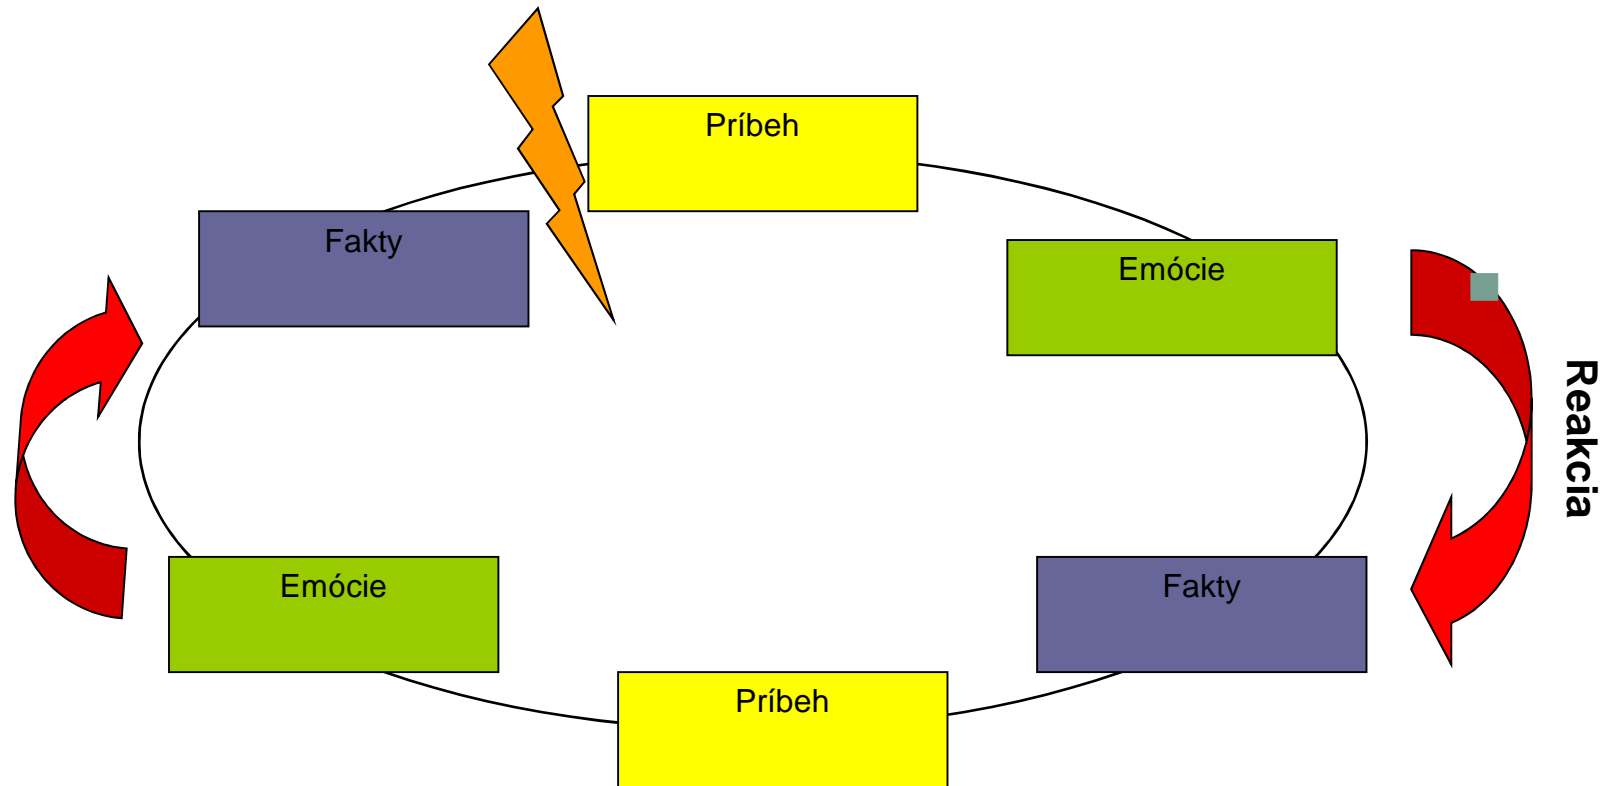 Príbeh
Fakty
Emócie
Reakcia
Emócie
Fakty
Príbeh